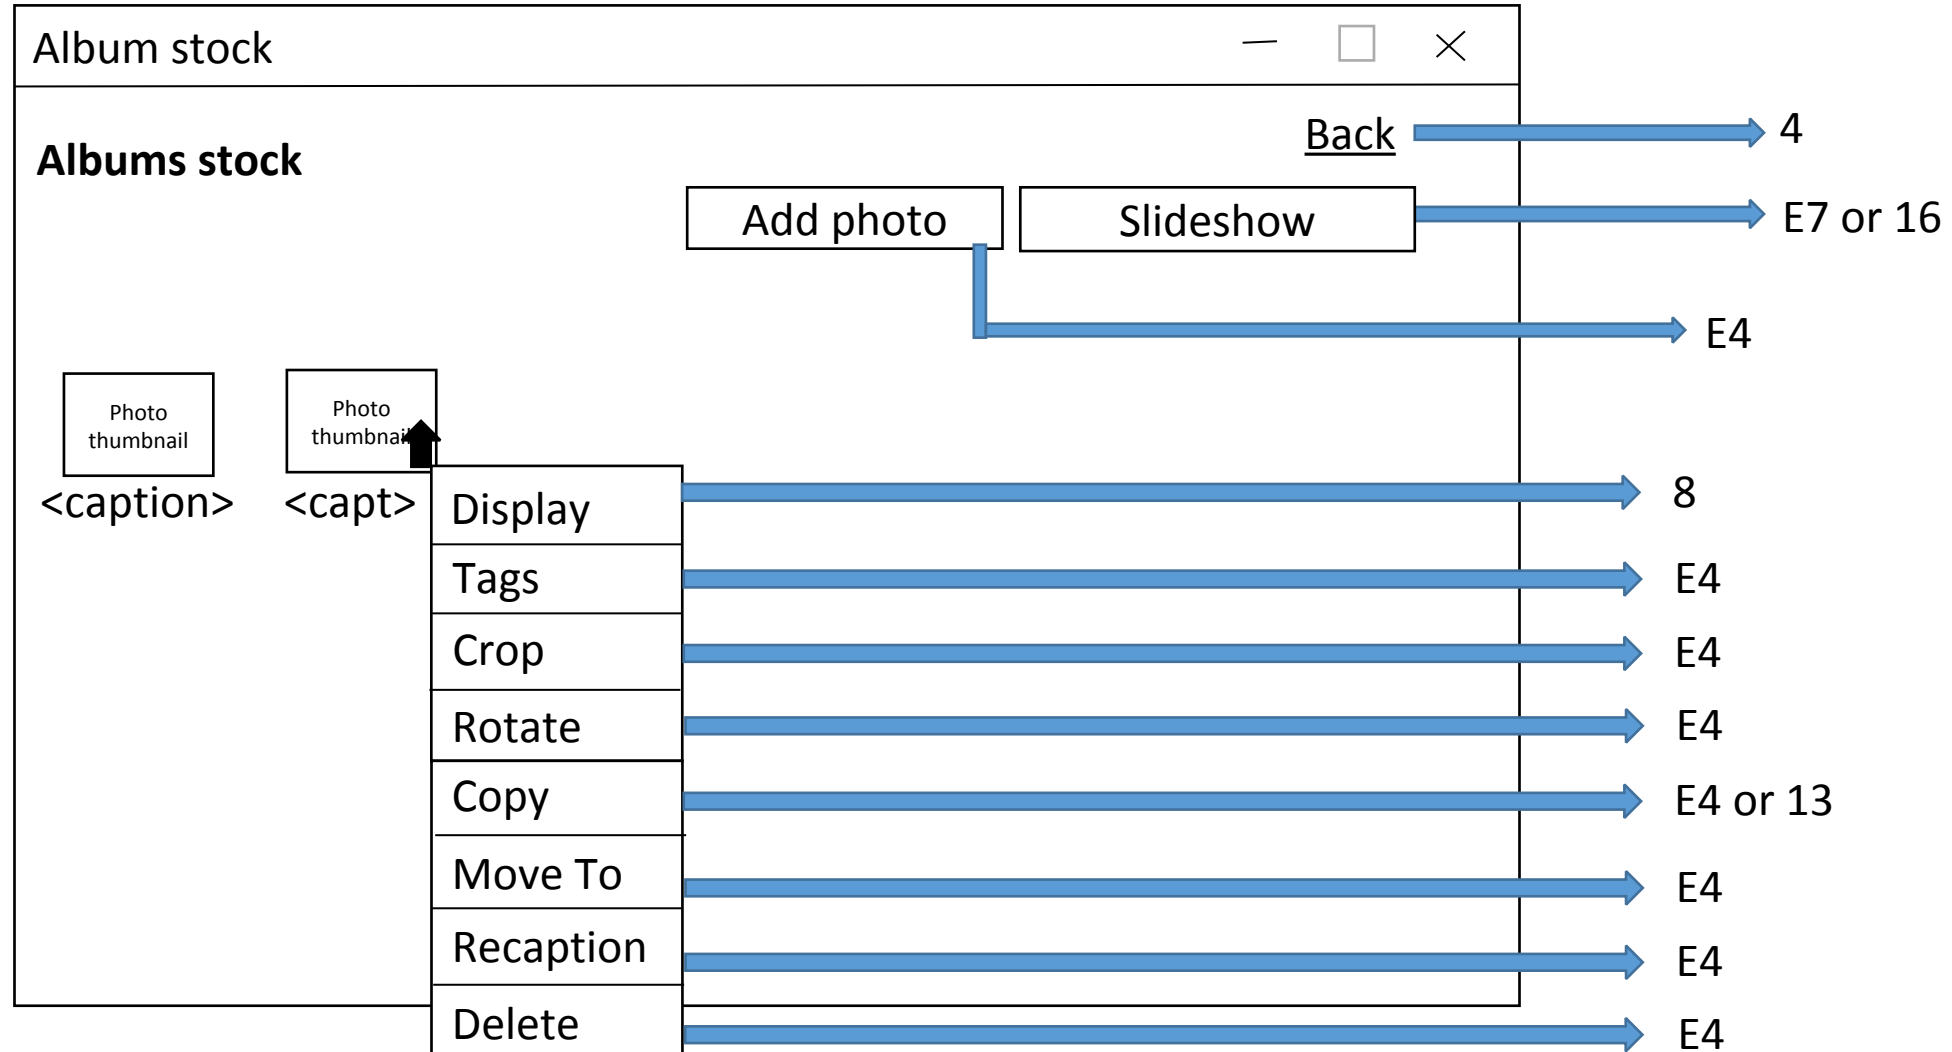 Album stock
Back
4
Albums stock
Add photo
Slideshow
E7 or 16
E4
Photo
thumbnail
Photo
thumbnail
<caption>
<capt>
Display
8
Tags
E4
Crop
E4
Rotate
E4
Copy
E4 or 13
Move To
E4
Recaption
E4
Delete
E4